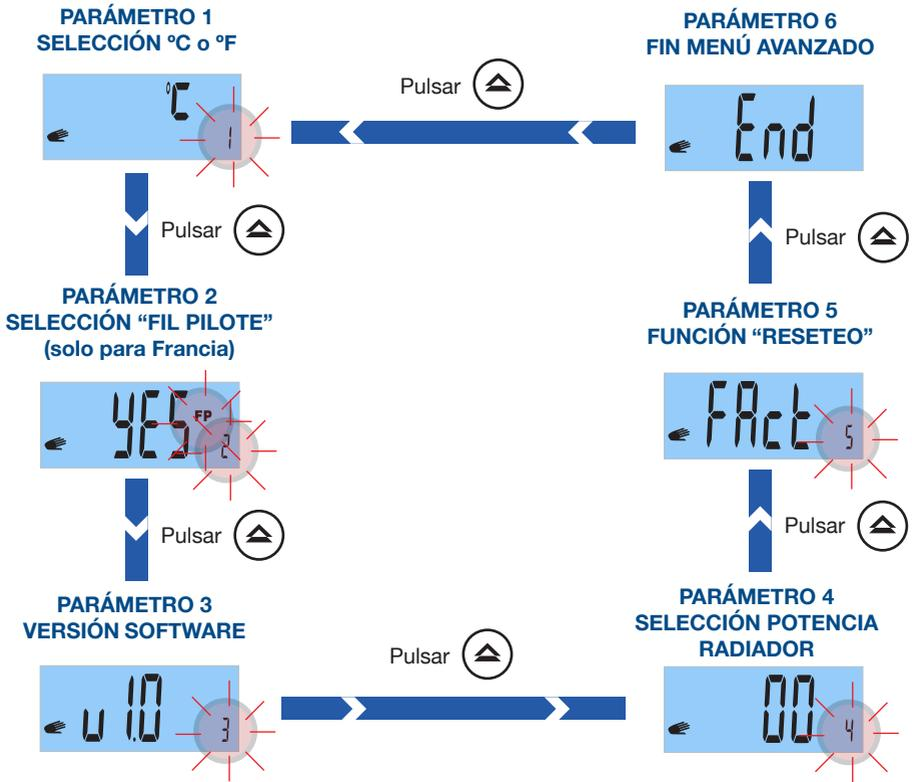 PARÁMETRO 1
SELECCIÓN ºC o ºF
°C
1
Pulsar
PARÁMETRO 2
SELECCIÓN “FIL PILOTE”
(solo para Francia)
YES
FP
2
Pulsar
PARÁMETRO 3
VERSIÓN SOFTWARE
v1.0
3
Pulsar
PARÁMETRO 4
SELECCIÓN POTENCIA
RADIADOR
00
4
Pulsar
PARÁMETRO 5
FUNCIÓN “RESETEO”
FAct
5
Pulsar
PARÁMETRO 6
FIN MENÚ AVANZADO
End
Pulsar